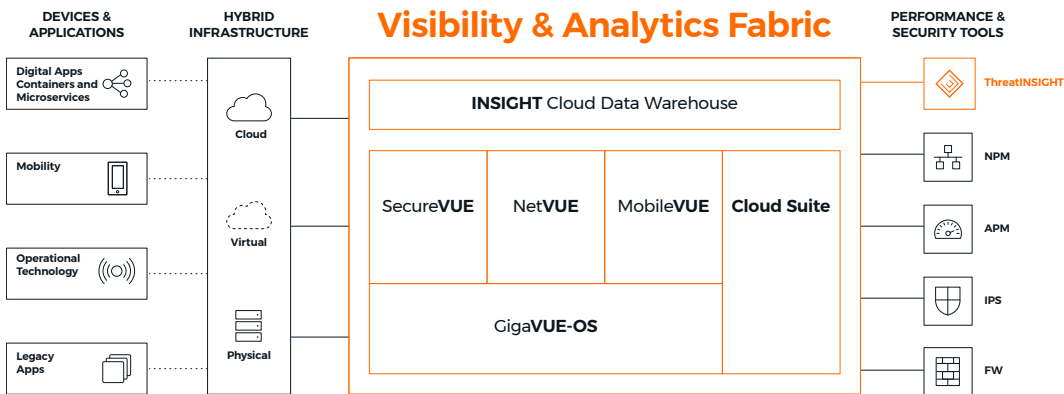 DEVICES &
APPLICATIONS
HYBRID
INFRASTRUCTURE
Visibility & Analytics Fabric
PERFORMANCE &
SECURITY TOOLS
Digital Apps
Containers and
Microservices
Mobility
Operational
Technology
Legacy
Apps
Cloud
Virtual
Physical
INSIGHT Cloud Data Warehouse
SecureVUE
NetVUE
MobileVUE
Cloud Suite
GigaVUE-OS
ThreatINSIGHT
NPM
APM
IPS
FW